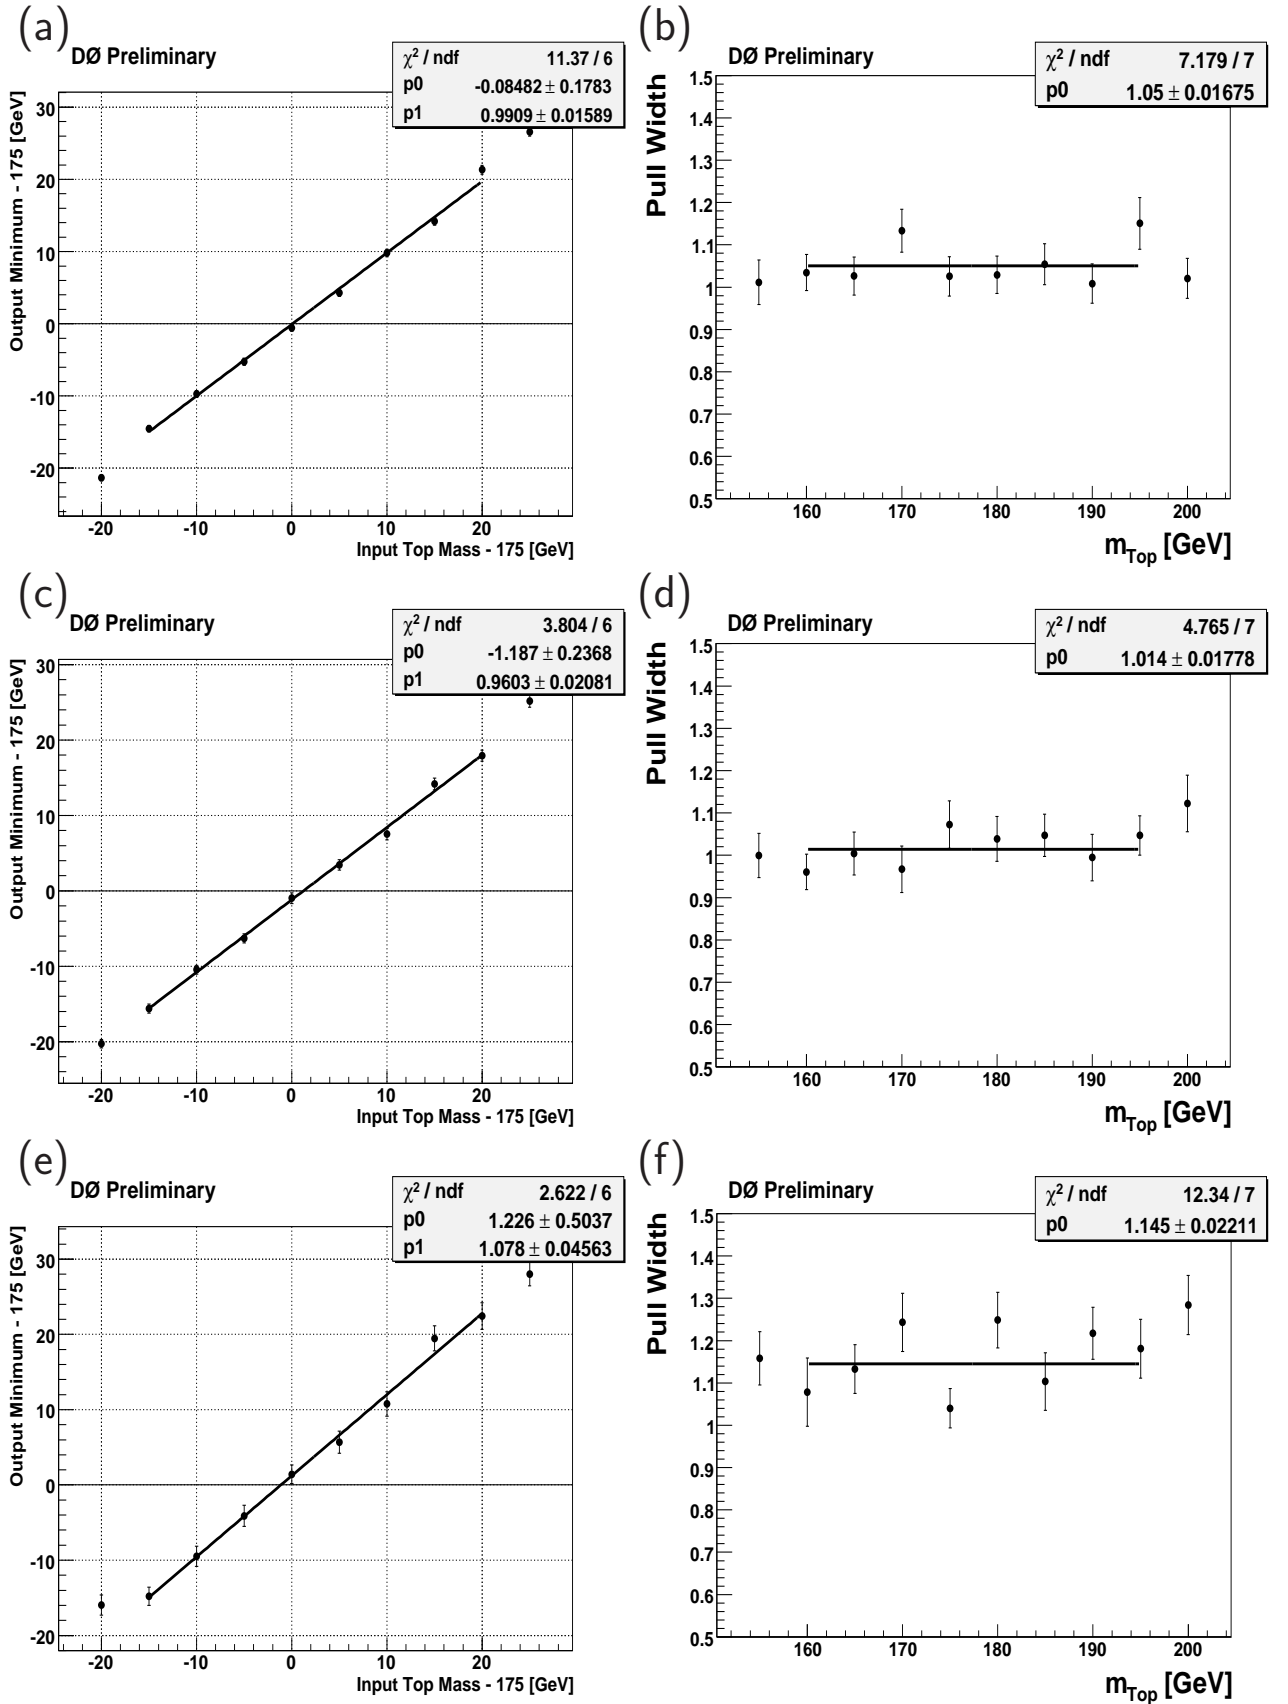 (a)
DØ Preliminary
χ² / ndf 11.37 / 6
p0 -0.08482 ± 0.1783
p1 0.9909 ± 0.01589
Output Minimum - 175 [GeV]
30
20
10
0
-10
-20
-20 -10 0 10 20
Input Top Mass - 175 [GeV]
(b)
DØ Preliminary
χ² / ndf 7.179 / 7
p0 1.05 ± 0.01675
Pull Width
1.5
1.4
1.3
1.2
1.1
1
0.9
0.8
0.7
0.6
0.5
160 170 180 190 200
m_Top [GeV]
(c)
DØ Preliminary
χ² / ndf 3.804 / 6
p0 -1.187 ± 0.2368
p1 0.9603 ± 0.02081
Output Minimum - 175 [GeV]
30
20
10
0
-10
-20
-20 -10 0 10 20
Input Top Mass - 175 [GeV]
(d)
DØ Preliminary
χ² / ndf 4.765 / 7
p0 1.014 ± 0.01778
Pull Width
1.5
1.4
1.3
1.2
1.1
1
0.9
0.8
0.7
0.6
0.5
160 170 180 190 200
m_Top [GeV]
(e)
DØ Preliminary
χ² / ndf 2.622 / 6
p0 1.226 ± 0.5037
p1 1.078 ± 0.04563
Output Minimum - 175 [GeV]
30
20
10
0
-10
-20
-20 -10 0 10 20
Input Top Mass - 175 [GeV]
(f)
DØ Preliminary
χ² / ndf 12.34 / 7
p0 1.145 ± 0.02211
Pull Width
1.5
1.4
1.3
1.2
1.1
1
0.9
0.8
0.7
0.6
0.5
160 170 180 190 200
m_Top [GeV]